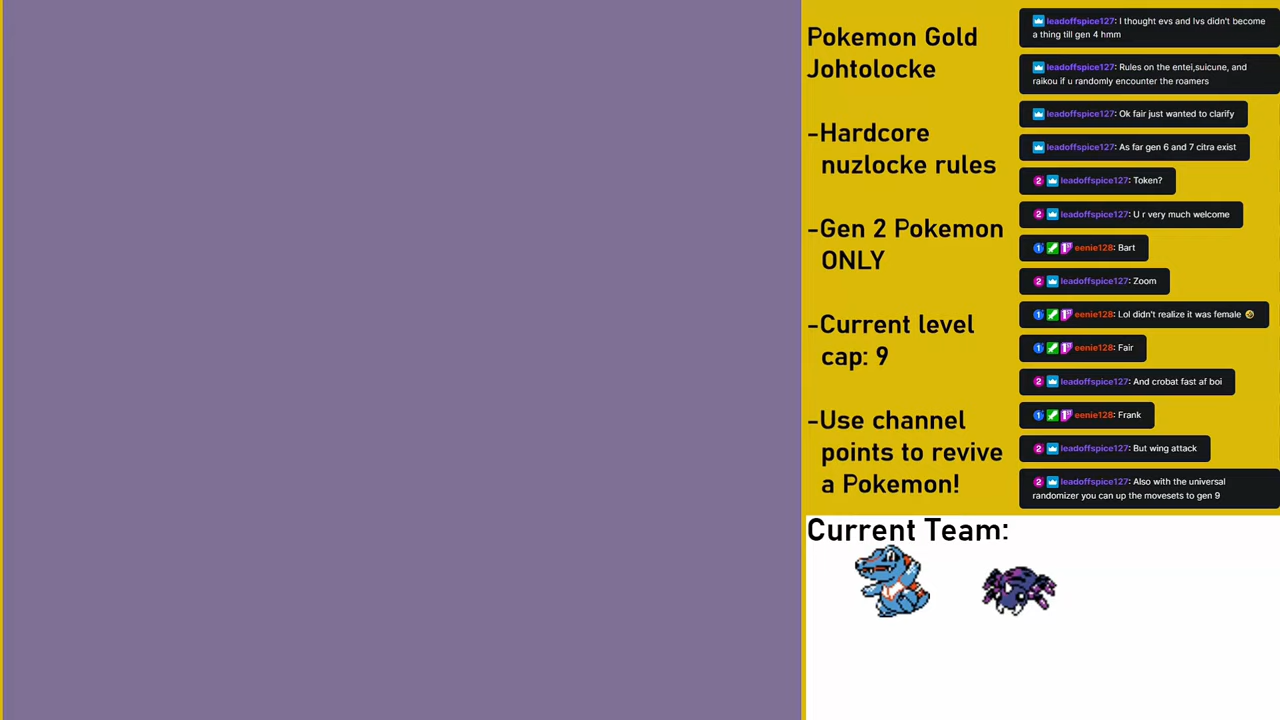 Pokemon Gold
Johtolocke
-Hardcore
nuzlocke rules
-Gen 2 Pokemon
ONLY
-Current level
cap: 9
-Use channel
points to revive
a Pokemon!
leadoffspice127: I thought evs and Ivs didn't become
a thing till gen 4 hmm
leadoffspice127: Rules on the entei,suicune, and
raikou if u randomly encounter the roamers
leadoffspice127: Ok fair just wanted to clarify
leadoffspice127: As far gen 6 and 7 citra exist
2 leadoffspice127: Token?
2 leadoffspice127: U r very much welcome
1 eenie128: Bart
2 leadoffspice127: Zoom
1 eenie128: Lol didn't realize it was female
1 eenie128: Fair
2 leadoffspice127: And crobat fast af boi
1 eenie128: Frank
2 leadoffspice127: But wing attack
2 leadoffspice127: Also with the universal
randomizer you can up the movesets to gen 9
Current Team: